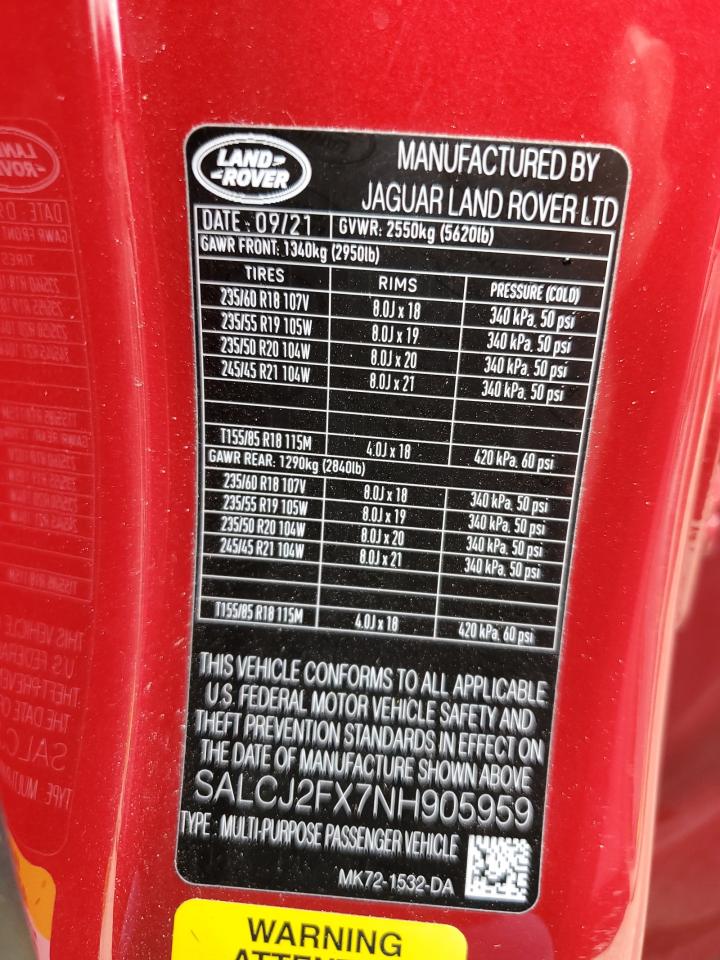 LAND-
-ROVER
MANUFACTURED BY
JAGUAR LAND ROVER LTD
DATE : 09/21 GVWR: 2550kg (5620lb)
GAWR FRONT: 1340kg (2950lb)
TIRES RIMS PRESSURE (COLD)
235/60 R18 107V 8.0J x 18 340 kPa, 50 psi
235/55 R19 105W 8.0J x 19 340 kPa, 50 psi
235/50 R20 104W 8.0J x 20 340 kPa, 50 psi
245/45 R21 104W 8.0J x 21 340 kPa, 50 psi
T155/85 R18 115M 4.0J x 18 420 kPa, 60 psi
GAWR REAR: 1290kg (2840lb)
235/60 R18 107V 8.0J x 18 340 kPa, 50 psi
235/55 R19 105W 8.0J x 19 340 kPa, 50 psi
235/50 R20 104W 8.0J x 20 340 kPa, 50 psi
245/45 R21 104W 8.0J x 21 340 kPa, 50 psi
T155/85 R18 115M 4.0J x 18 420 kPa, 60 psi
THIS VEHICLE CONFORMS TO ALL APPLICABLE
U.S. FEDERAL MOTOR VEHICLE SAFETY AND
THEFT PREVENTION STANDARDS IN EFFECT ON
THE DATE OF MANUFACTURE SHOWN ABOVE
SALCJ2FX7NH905959
TYPE : MULTI-PURPOSE PASSENGER VEHICLE
MK72-1532-DA
WARNING